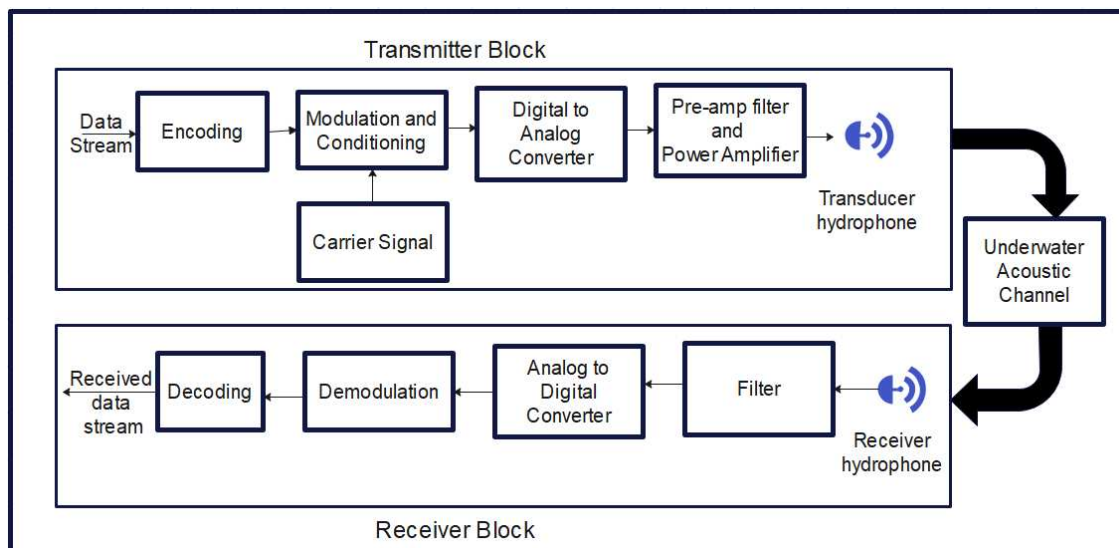 Transmitter Block
Data
Stream
Encoding
Modulation and
Conditioning
Carrier Signal
Digital to
Analog
Converter
Pre-amp filter
and
Power Amplifier
Transducer
hydrophone
Underwater
Acoustic
Channel
Receiver
hydrophone
Filter
Analog to
Digital
Converter
Demodulation
Decoding
Received
data
stream
Receiver Block